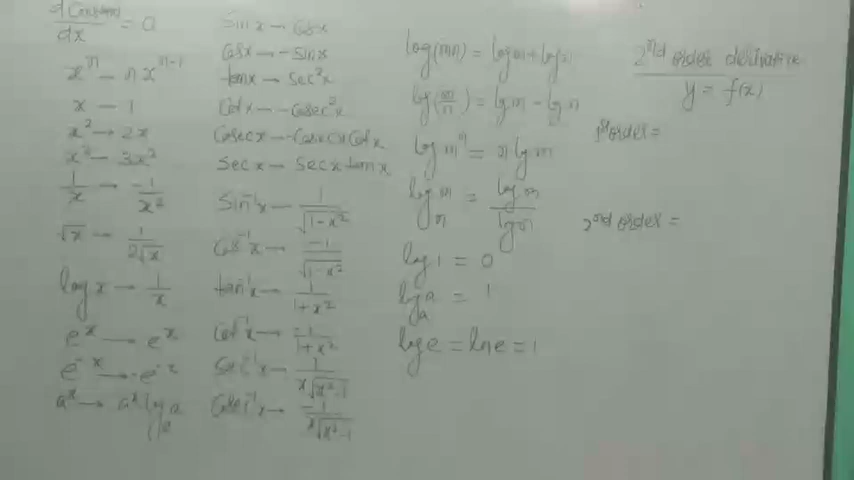 d(Constant)/dx = 0
x^n – nx^(n-1)
x – 1
x² → 2x
x³ – 3x²
1/x → -1/x²
√x → 1/(2√x)
log x → 1/x
e^x → e^x
e^-x → -e^-x
a^x → a^x log_e a
Sin x – Cos x
Cos x – -Sin x
tan x – Sec²x
Cot x – -Cosec²x
Cosec x – -Cosec x Cot x
Sec x – Sec x tan x
Sin⁻¹x – 1/√(1-x²)
Cos⁻¹x – -1/√(1-x²)
tan⁻¹x – 1/(1+x²)
Cot⁻¹x – -1/(1+x²)
Sec⁻¹x – 1/(x√(x²-1))
Cosec⁻¹x – -1/(x√(x²-1))
log(mn) = log m + log n
log(m/n) = log m - log n
log m^n = n log m
log_n m = log m / log n
log 1 = 0
log_a a = 1
log e = ln e = 1
2nd order derivative
y = f(x)
1st order =
2nd order =